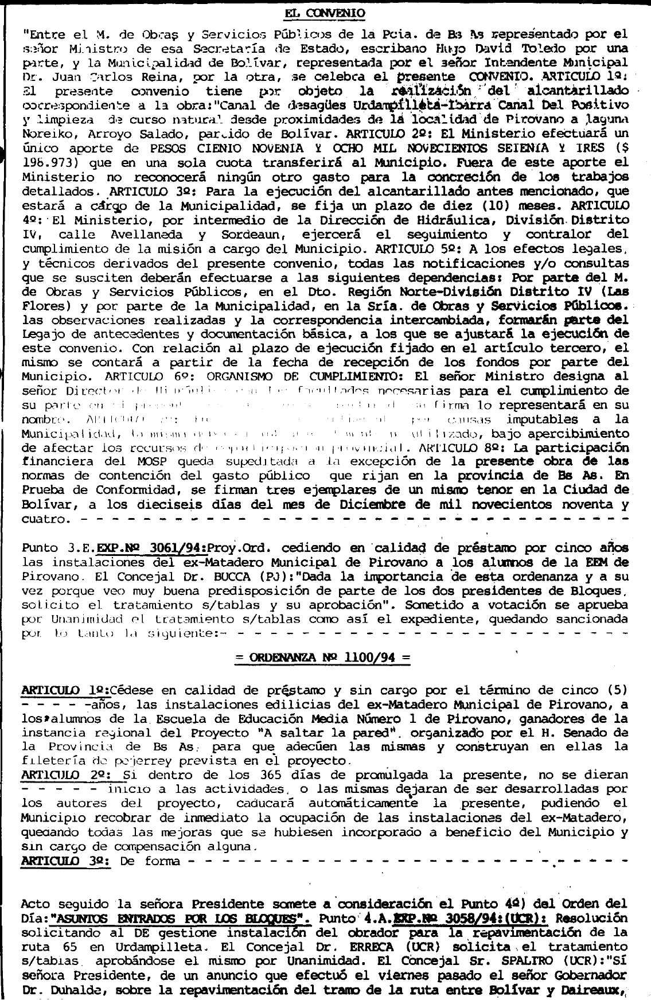 EL CONVENIO
"Entre el M. de Obras y Servicios Públicos de la Pcia. de Bs As representado por el
señor Ministro de esa Secretaría de Estado, escribano Hugo David Toledo por una
parte, y la Municipalidad de Bolívar, representada por el señor Intendente Municipal
Dr. Juan Carlos Reina, por la otra, se celebra el presente CONVENIO. ARTICULO 1º:
El presente convenio tiene por objeto la realización del alcantarillado
correspondiente a la obra:"Canal de desagües Urdampilleta-Ibarra Canal Del Positivo
y limpieza de curso natural desde proximidades de la localidad de Pirovano a laguna
Noreiko, Arroyo Salado, partido de Bolívar. ARTICULO 2º: El Ministerio efectuará un
único aporte de PESOS CIENTO NOVENTA Y OCHO MIL NOVECIENTOS SETENTA Y TRES ($
198.973) que en una sola cuota transferirá al Municipio. Fuera de este aporte el
Ministerio no reconocerá ningún otro gasto para la concreción de los trabajos
detallados. ARTICULO 3º: Para la ejecución del alcantarillado antes mencionado, que
estará a cargo de la Municipalidad, se fija un plazo de diez (10) meses. ARTICULO
4º: El Ministerio, por intermedio de la Dirección de Hidráulica, División Distrito
IV, calle Avellaneda y Sordeaun, ejercerá el seguimiento y contralor del
cumplimiento de la misión a cargo del Municipio. ARTICULO 5º: A los efectos legales,
y técnicos derivados del presente convenio, todas las notificaciones y/o consultas
que se susciten deberán efectuarse a las siguientes dependencias: Por parte del M.
de Obras y Servicios Públicos, en el Dto. Región Norte-División Distrito IV (Las
Flores) y por parte de la Municipalidad, en la Sría. de Obras y Servicios Públicos.
las observaciones realizadas y la correspondencia intercambiada, formarán parte del
Legajo de antecedentes y documentación básica, a los que se ajustará la ejecución de
este convenio. Con relación al plazo de ejecución fijado en el artículo tercero, el
mismo se contará a partir de la fecha de recepción de los fondos por parte del
Municipio. ARTICULO 6º: ORGANISMO DE CUMPLIMIENTO: El señor Ministro designa al
señor Director de facultades necesarias para el cumplimiento de
su parte en firma lo representará en su
nombre. causas imputables a la
Municipalidad, la misma utilizado, bajo apercibimiento
de afectar los recursos de coparticipación provincial. ARTICULO 8º: La participación
financiera del MOSP queda supeditada a la excepción de la presente obra de las
normas de contención del gasto público que rijan en la provincia de Bs As. En
Prueba de Conformidad, se firman tres ejemplares de un mismo tenor en la Ciudad de
Bolívar, a los dieciseis días del mes de Diciembre de mil novecientos noventa y
cuatro. - - - - - - - - - - - - - - - - - - - - - - - - - - - - - - - - - -
Punto 3.E.EXP.Nº 3061/94:Proy.Ord. cediendo en calidad de préstamo por cinco años
las instalaciones del ex-Matadero Municipal de Pirovano a los alumnos de la EEM de
Pirovano. El Concejal Dr. BUCCA (PJ):"Dada la importancia de esta ordenanza y a su
vez porque veo muy buena predisposición de parte de los dos presidentes de Bloques,
solicito el tratamiento s/tablas y su aprobación". Sometido a votación se aprueba
por Unanimidad el tratamiento s/tablas como así el expediente, quedando sancionada
por lo tanto la siguiente:- - - - - - - - - - - - - - - - - - - - - - - - - -
= ORDENANZA Nº 1100/94 =
ARTICULO 1º:Cédese en calidad de préstamo y sin cargo por el término de cinco (5)
- - - - -años, las instalaciones edilicias del ex-Matadero Municipal de Pirovano, a
los alumnos de la Escuela de Educación Media Número 1 de Pirovano, ganadores de la
instancia regional del Proyecto "A saltar la pared". organizado por el H. Senado de
la Provincia de Bs As, para que adecúen las mismas y construyan en ellas la
filetería de pejerrey prevista en el proyecto.
ARTICULO 2º: Si dentro de los 365 días de promulgada la presente, no se dieran
- - - - - inicio a las actividades, o las mismas dejaran de ser desarrolladas por
los autores del proyecto, caducará automáticamente la presente, pudiendo el
Municipio recobrar de inmediato la ocupación de las instalaciones del ex-Matadero,
quedando todas las mejoras que se hubiesen incorporado a beneficio del Municipio y
sin cargo de compensación alguna.
ARTICULO 3º: De forma - - - - - - - - - - - - - - - - - - - - - - - - - - -
Acto seguido la señora Presidente somete a consideración el Punto 4º) del Orden del
Día:"ASUNTOS ENTRADOS POR LOS BLOQUES". Punto 4.A.EXP.Nº 3058/94:(UCR): Resolución
solicitando al DE gestione instalación del obrador para la repavimentación de la
ruta 65 en Urdampilleta. El Concejal Dr. ERRECA (UCR) solicita el tratamiento
s/tablas. aprobándose el mismo por Unanimidad. El Concejal Sr. SPALTRO (UCR):"Sí
señora Presidente, de un anuncio que efectuó el viernes pasado el señor Gobernador
Dr. Duhalde, sobre la repavimentación del tramo de la ruta entre Bolívar y Daireaux,